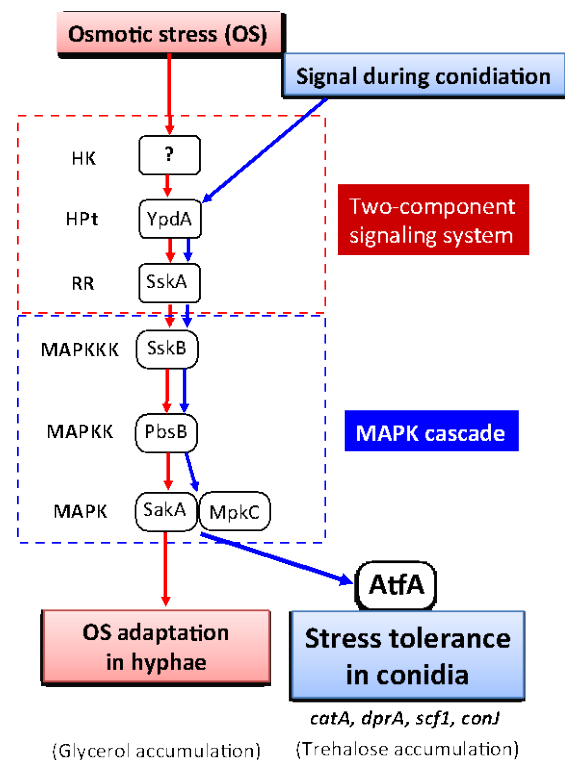 Osmotic stress (OS)
Signal during conidiation
HK
?
HPt
YpdA
Two-component
signaling system
RR
SskA
MAPKKK
SskB
MAPKK
PbsB
MAPK cascade
MAPK
SakA
MpkC
AtfA
OS adaptation
in hyphae
Stress tolerance
in conidia
catA, dprA, scf1, conJ
(Glycerol accumulation)
(Trehalose accumulation)